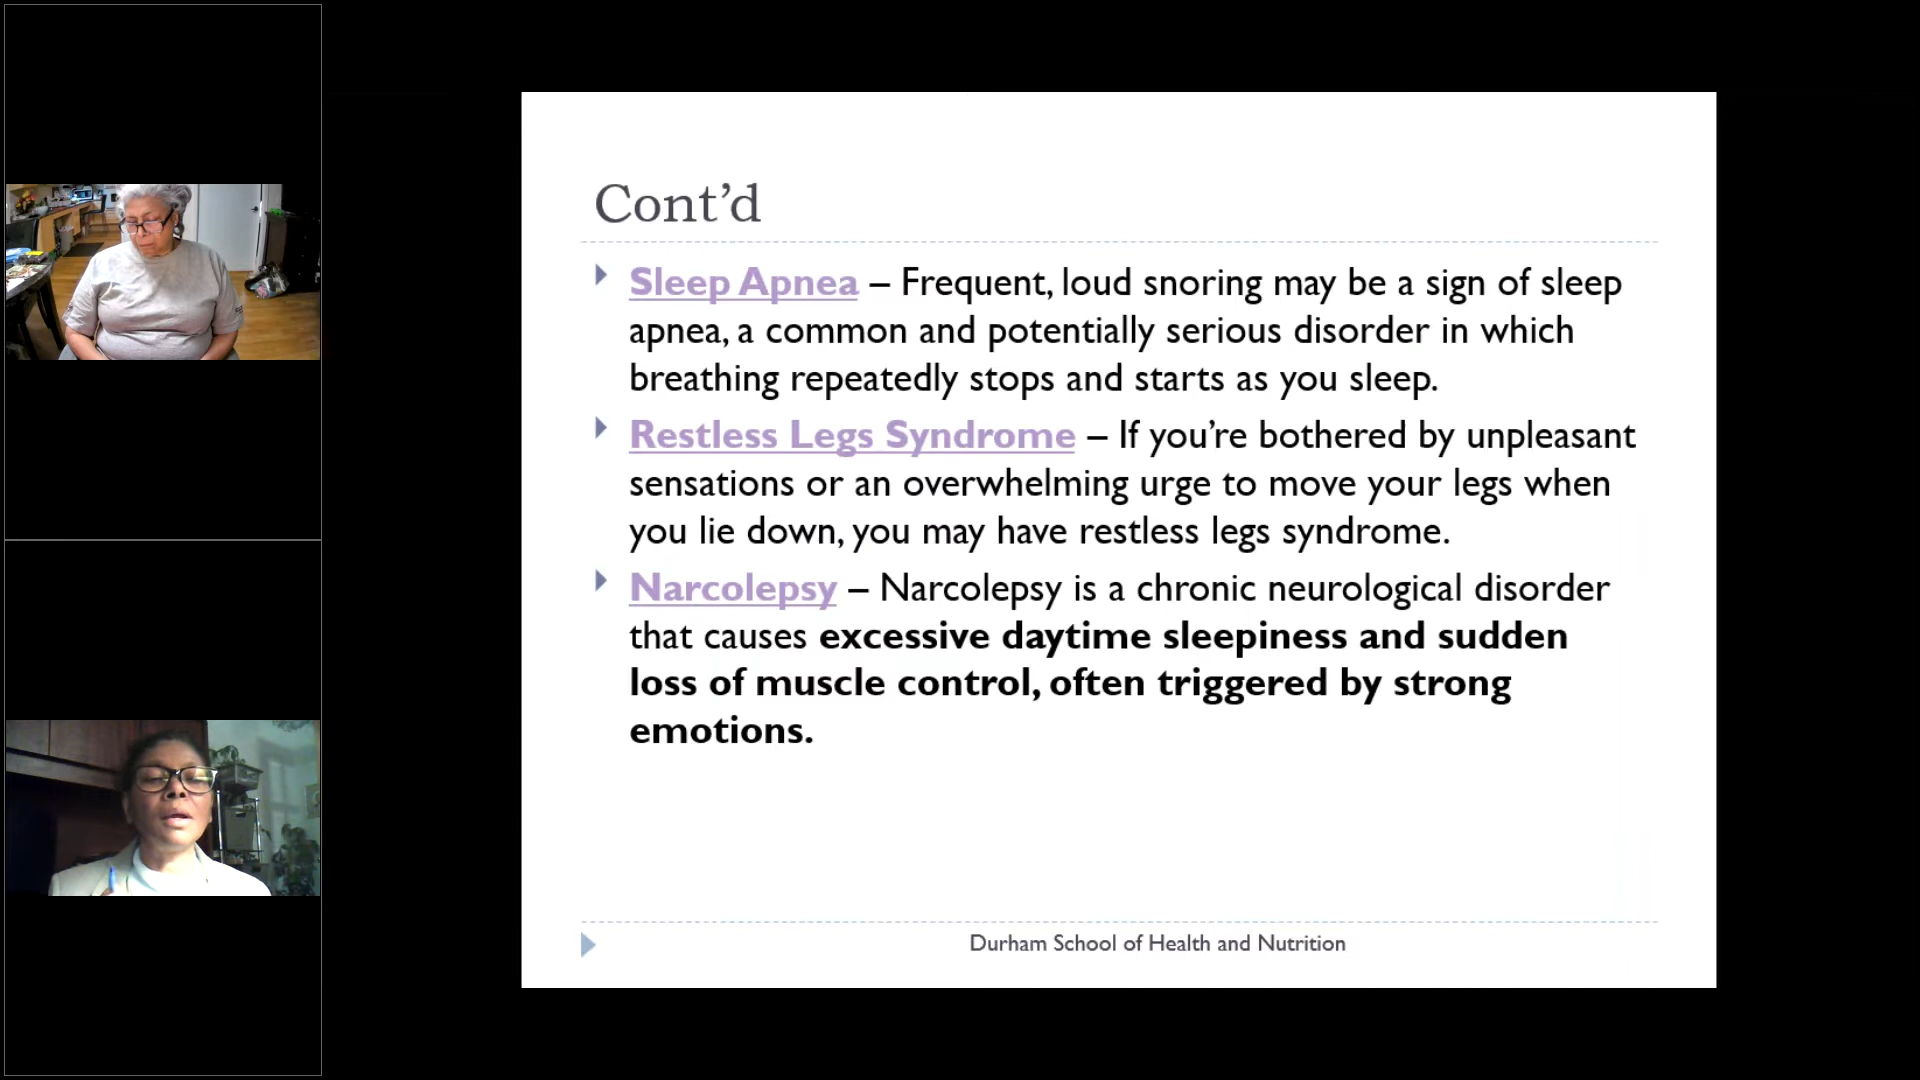 Cont’d
Sleep Apnea – Frequent, loud snoring may be a sign of sleep
apnea, a common and potentially serious disorder in which
breathing repeatedly stops and starts as you sleep.
Restless Legs Syndrome – If you’re bothered by unpleasant
sensations or an overwhelming urge to move your legs when
you lie down, you may have restless legs syndrome.
Narcolepsy – Narcolepsy is a chronic neurological disorder
that causes excessive daytime sleepiness and sudden
loss of muscle control, often triggered by strong
emotions.
Durham School of Health and Nutrition